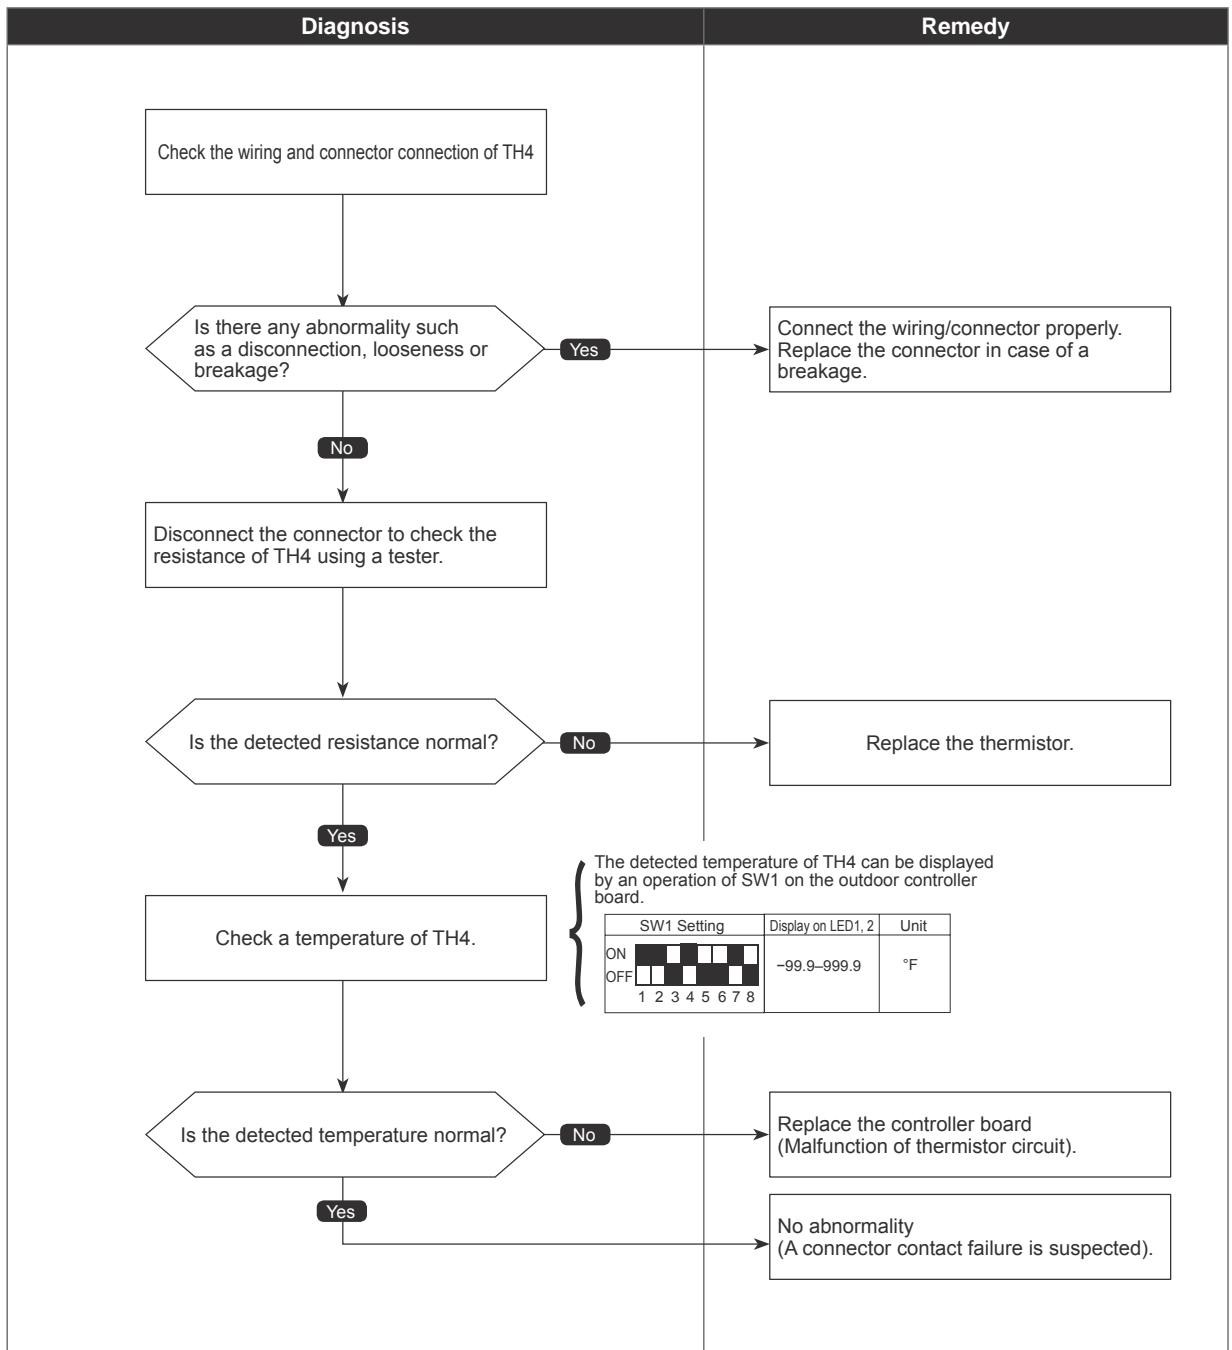 Diagnosis
Remedy
Check the wiring and connector connection of TH4
Is there any abnormality such
as a disconnection, looseness or
breakage?
Yes
Connect the wiring/connector properly.
Replace the connector in case of a
breakage.
No
Disconnect the connector to check the
resistance of TH4 using a tester.
Is the detected resistance normal?
No
Replace the thermistor.
Yes
The detected temperature of TH4 can be displayed
by an operation of SW1 on the outdoor controller
board.
Check a temperature of TH4.
SW1 Setting
Display on LED1, 2
Unit
ON
OFF
1 2 3 4 5 6 7 8
−99.9–999.9
°F
Is the detected temperature normal?
No
Replace the controller board
(Malfunction of thermistor circuit).
Yes
No abnormality
(A connector contact failure is suspected).